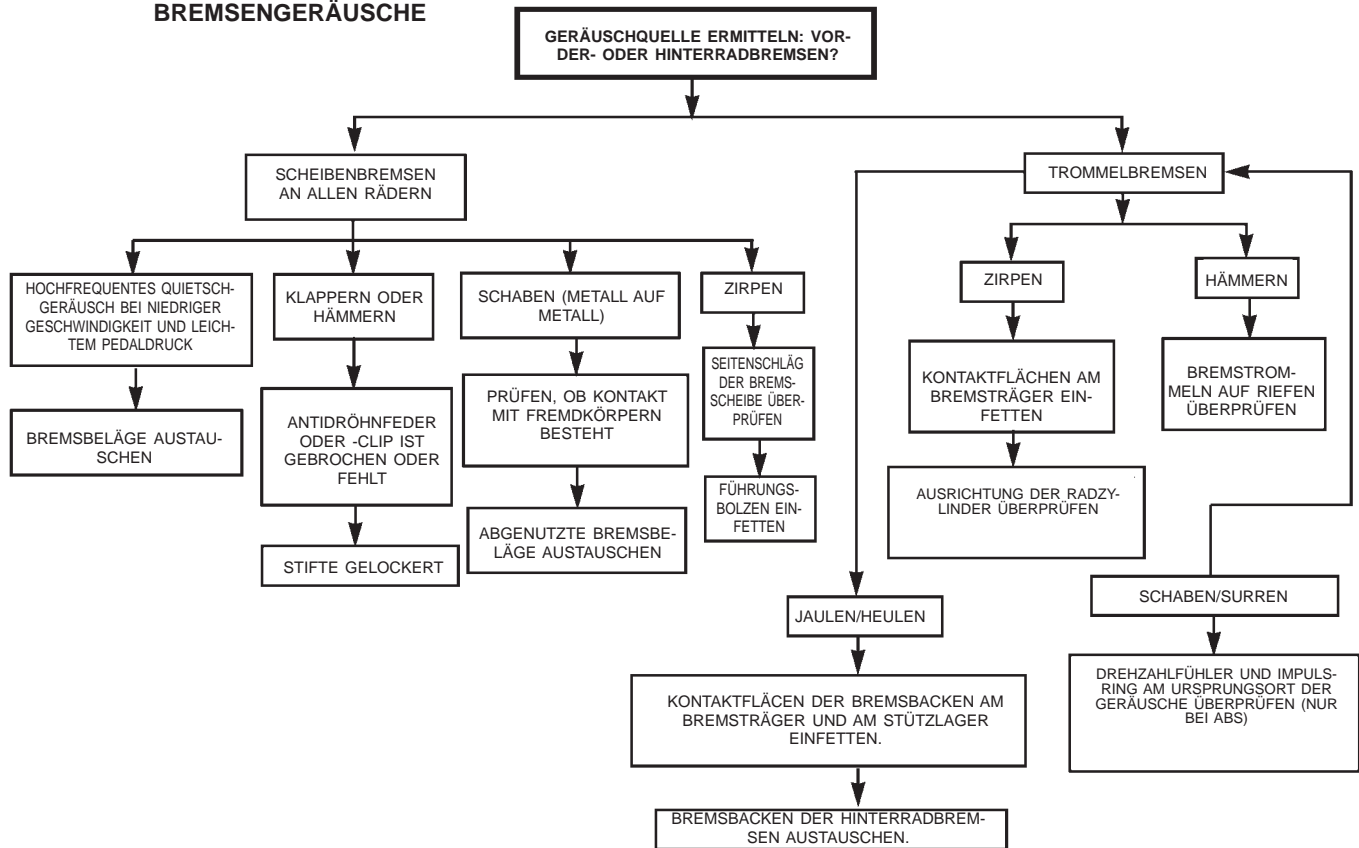 BREMSENGERÄUSCHE
GERÄUSCHQUELLE ERMITTELN: VOR-
DER- ODER HINTERRADBREMSEN?
SCHEIBENBREMSEN
AN ALLEN RÄDERN
TROMMELBREMSEN
HOCHFREQUENTES QUIETSCH-
GERÄUSCH BEI NIEDRIGER
GESCHWINDIGKEIT UND LEICH-
TEM PEDALDRUCK
KLAPPERN ODER
HÄMMERN
SCHABEN (METALL AUF
METALL)
ZIRPEN
ZIRPEN
HÄMMERN
BREMSBELÄGE AUSTAU-
SCHEN
ANTIDRÖHNFEDER
ODER -CLIP IST
GEBROCHEN ODER
FEHLT
PRÜFEN, OB KONTAKT
MIT FREMDKÖRPERN
BESTEHT
SEITENSCHLÄG
DER BREMS-
SCHEIBE ÜBER-
PRÜFEN
KONTAKTFLÄCHEN AM
BREMSTRÄGER EIN-
FETTEN
BREMSTROM-
MELN AUF RIEFEN
ÜBERPRÜFEN
STIFTE GELOCKERT
ABGENUTZTE BREMSBE-
LÄGE AUSTAUSCHEN
FÜHRUNGS-
BOLZEN EIN-
FETTEN
AUSRICHTUNG DER RADZY-
LINDER ÜBERPRÜFEN
JAULEN/HEULEN
SCHABEN/SURREN
KONTAKTFLÄCEN DER BREMSBACKEN AM
BREMSTRÄGER UND AM STÜTZLAGER
EINFETTEN.
DREHZAHLFÜHLER UND IMPULS-
RING AM URSPRUNGSORT DER
GERÄUSCHE ÜBERPRÜFEN (NUR
BEI ABS)
BREMSBACKEN DER HINTERRADBREM-
SEN AUSTAUSCHEN.